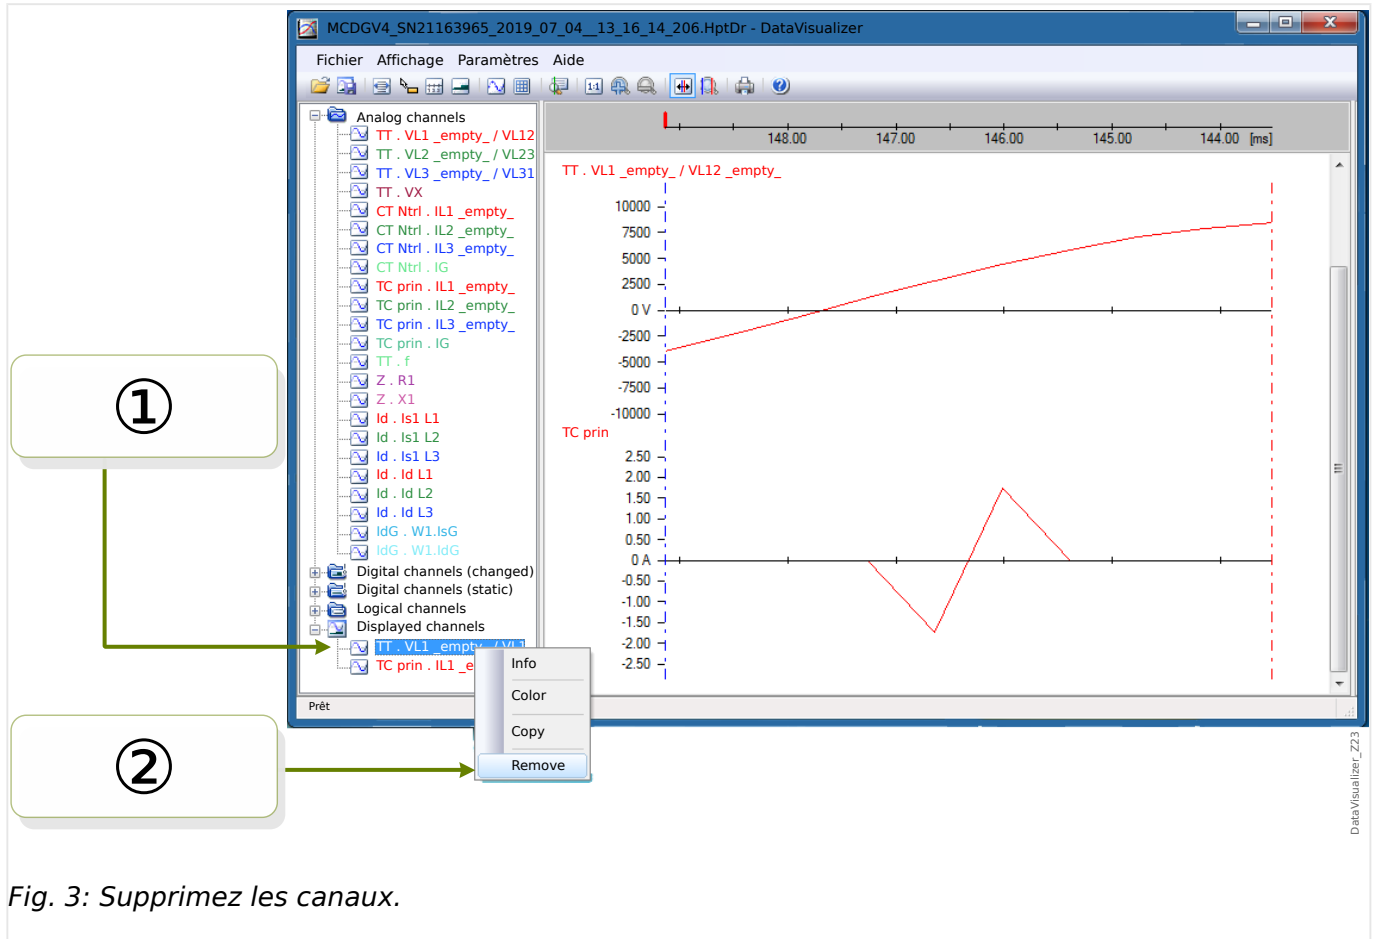 MCDGV4_SN21163965_2019_07_04__13_16_14_206.HptDr - DataVisualizer
Fichier Affichage Paramètres Aide
1:1
Analog channels
TT . VL1 _empty_ / VL12
TT . VL2 _empty_ / VL23
TT . VL3 _empty_ / VL31
TT . VX
CT Ntrl . IL1 _empty_
CT Ntrl . IL2 _empty_
CT Ntrl . IL3 _empty_
CT Ntrl . IG
TC prin . IL1 _empty_
TC prin . IL2 _empty_
TC prin . IL3 _empty_
TC prin . IG
TT . f
Z . R1
Z . X1
Id . Is1 L1
Id . Is1 L2
Id . Is1 L3
Id . Id L1
Id . Id L2
Id . Id L3
IdG . W1.IsG
IdG . W1.IdG
Digital channels (changed)
Digital channels (static)
Logical channels
Displayed channels
TT . VL1 _empty_ / VL1
TC prin . IL1 _e
Info
Color
Copy
Remove
148.00 147.00 146.00 145.00 144.00 [ms]
TT . VL1 _empty_ / VL12 _empty_
10000
7500
5000
2500
0 V
-2500
-5000
-7500
-10000
TC prin
2.50
2.00
1.50
1.00
0.50
0 A
-0.50
-1.00
-1.50
-2.00
-2.50
Prêt
①
②
DataVisualizer_Z23
Fig. 3: Supprimez les canaux.